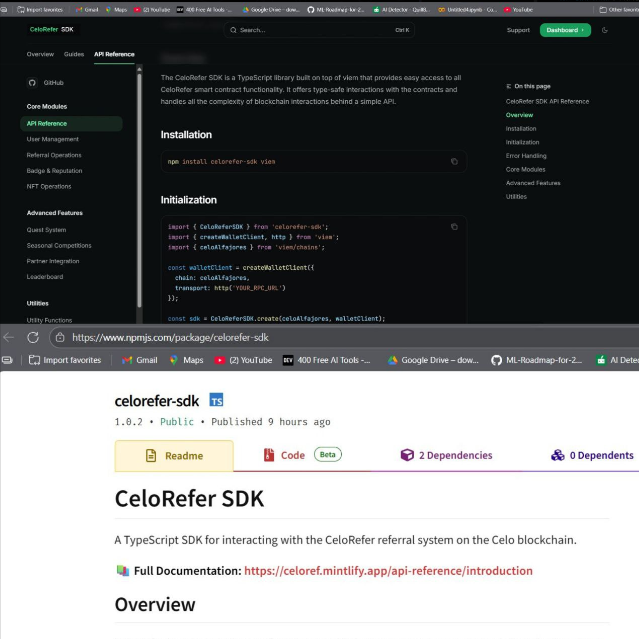 Import favorites Gmail Maps (2) YouTube BEV 400 Free AI Tools -... Google Drive – dow... ML-Roadmap-for-2... AI Detector - QuillB... Untitled4.ipynb - Co... YouTube Other favorites
CeloRefer SDK
Search...
Ctrl K
Support
Dashboard
Overview Guides API Reference
GitHub
Core Modules
API Reference
User Management
Referral Operations
Badge & Reputation
NFT Operations
Advanced Features
Quest System
Seasonal Competitions
Partner Integration
Leaderboard
Utilities
Utility Functions
The CeloRefer SDK is a TypeScript library built on top of viem that provides easy access to all
CeloRefer smart contract functionality. It offers type-safe interactions with the contracts and
handles all the complexity of blockchain interactions behind a simple API.
Installation
npm install celorefer-sdk viem
Initialization
import { CeloReferSDK } from 'celorefer-sdk';
import { createWalletClient, http } from 'viem';
import { celoAlfajores } from 'viem/chains';
const walletClient = createWalletClient({
chain: celoAlfajores,
transport: http('YOUR_RPC_URL')
});
const sdk = CeloReferSDK.create(celoAlfajores, walletClient);
On this page
CeloRefer SDK API Reference
Overview
Installation
Initialization
Error Handling
Core Modules
Advanced Features
Utilities
https://www.npmjs.com/package/celorefer-sdk
Import favorites Gmail Maps (2) YouTube BEV 400 Free AI Tools -... Google Drive – dow... ML-Roadmap-for-2... AI Detec
celorefer-sdk TS
1.0.2 • Public • Published 9 hours ago
Readme
Code Beta
2 Dependencies
0 Dependents
CeloRefer SDK
A TypeScript SDK for interacting with the CeloRefer referral system on the Celo blockchain.
Full Documentation: https://celoref.mintlify.app/api-reference/introduction
Overview